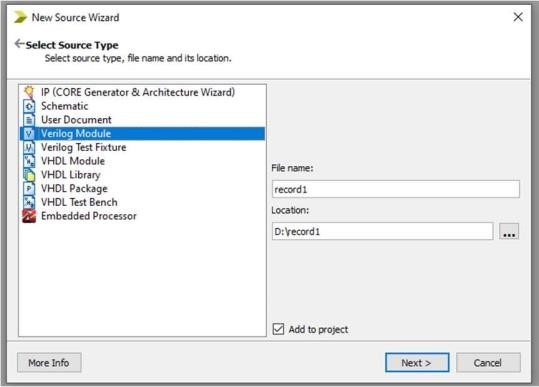 New Source Wizard
Select Source Type
Select source type, file name and its location.
IP (CORE Generator & Architecture Wizard)
Schematic
User Document
Verilog Module
Verilog Test Fixture
VHDL Module
VHDL Library
VHDL Package
VHDL Test Bench
Embedded Processor
File name:
record1
Location:
D:\record1
...
Add to project
More Info
Next >
Cancel